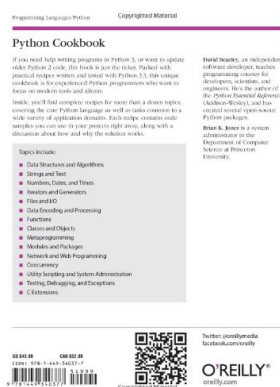 Programming Languages/Python
Copyrighted Material
Python Cookbook
If you need help writing programs in Python 3, or want to update
older Python 2 code, this book is just the ticket. Packed with
practical recipes written and tested with Python 3.3, this unique
cookbook is for experienced Python programmers who want to
focus on modern tools and idioms.
Inside, you'll find complete recipes for more than a dozen topics,
covering the core Python language as well as tasks common to a
wide variety of application domains. Each recipe contains code
samples you can use in your projects right away, along with a
discussion about how and why the solution works.
Topics include:
Data Structures and Algorithms
Strings and Text
Numbers, Dates, and Times
Iterators and Generators
Files and I/O
Data Encoding and Processing
Functions
Classes and Objects
Metaprogramming
Modules and Packages
Network and Web Programming
Concurrency
Utility Scripting and System Administration
Testing, Debugging, and Exceptions
C Extensions
David Beazley, an independent
software developer, teaches
programming courses for
developers, scientists, and
engineers. He's the author of
the Python Essential Reference
(Addison-Wesley), and has
created several open-source
Python packages.
Brian K. Jones is a system
administrator in the
Department of Computer
Science at Princeton
University.
US $49.99 CAN $52.99
ISBN: 978-1-449-34037-7
54999
9 781449 340377
Twitter: @oreillymedia
facebook.com/oreilly
O'REILLY®
oreilly.com